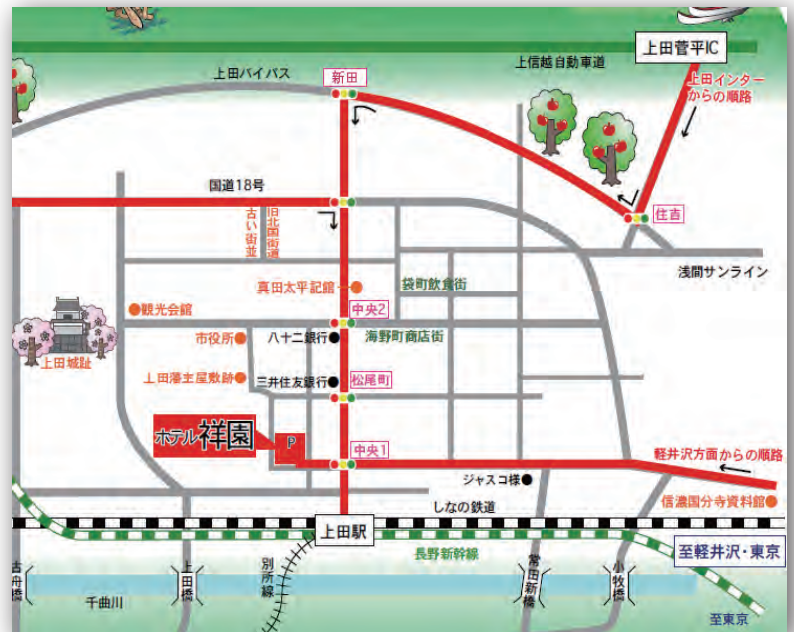 上田菅平IC
上田バイパス
新田
上信越自動車道
上田インター
からの順路
国道18号
住吉
旧北国街道
古い街並
浅間サンライン
真田太平記館
袋町飲食街
観光会館
中央2
市役所
八十二銀行
海野町商店街
上田城趾
上田藩主屋敷跡
三井住友銀行
松尾町
ホテル祥園
P
中央1
軽井沢方面からの順路
ジャスコ様
信濃国分寺資料館
しなの鉄道
上田駅
長野新幹線
至軽井沢・東京
古舟橋
上田橋
別所線
常田新橋
小牧橋
千曲川
至東京